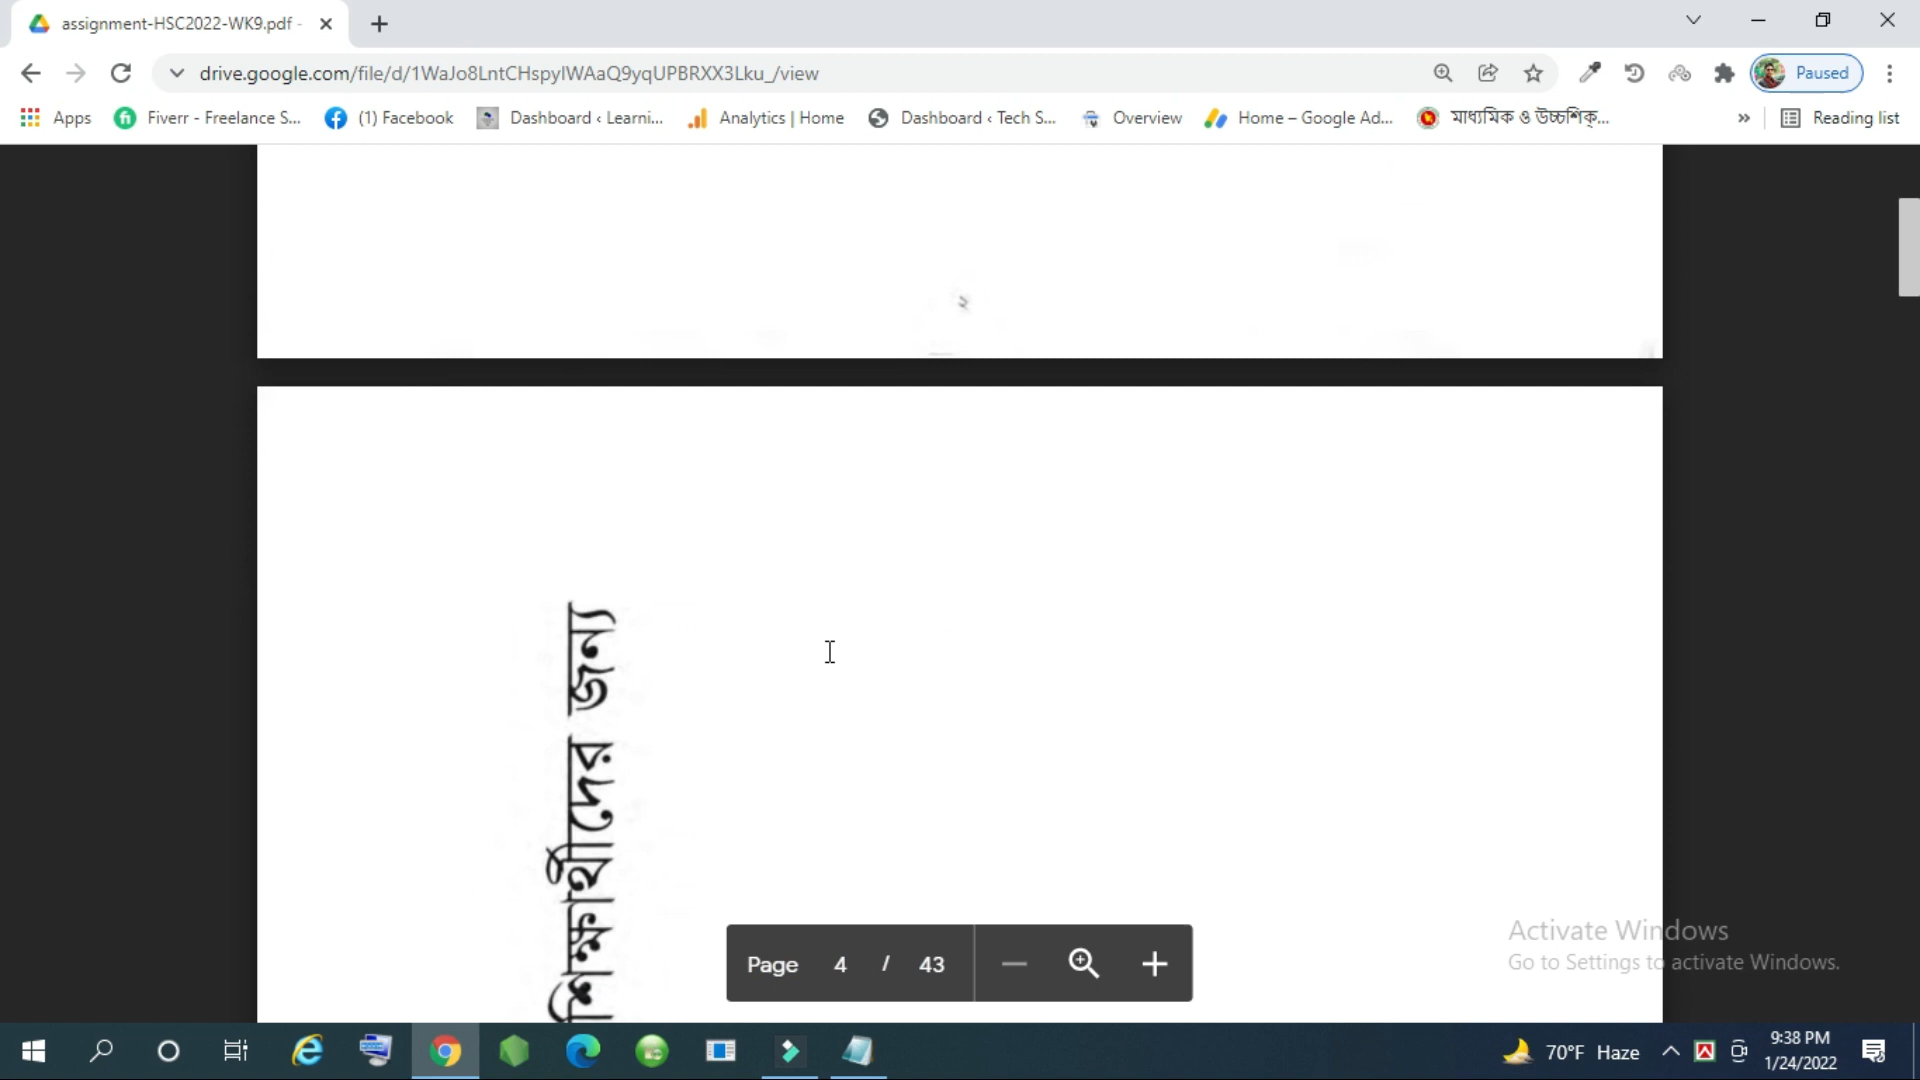 assignment-HSC2022-WK9.pdf -
drive.google.com/file/d/1WaJo8LntCHspyIWAaQ9yqUPBRXX3Lku_/view
Paused
Apps
Fiverr - Freelance S...
(1) Facebook
Dashboard ‹ Learni...
Analytics | Home
Dashboard ‹ Tech S...
Overview
Home – Google Ad...
মাধ্যমিক ও উচ্চশিক্...
»
Reading list
২
শিক্ষার্থীদের জন্য
Page 4 / 43
Activate Windows
Go to Settings to activate Windows.
70°F Haze
9:38 PM
1/24/2022